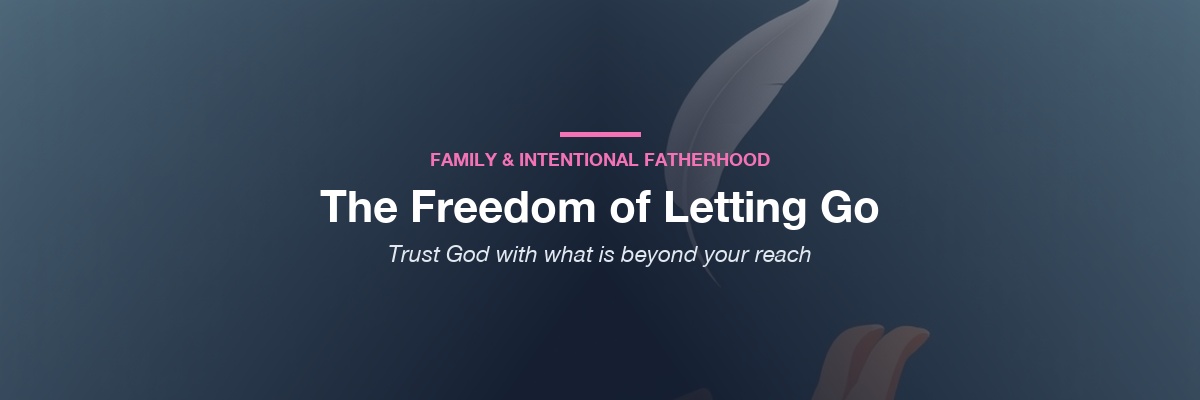 FAMILY & INTENTIONAL FATHERHOOD
The Freedom of Letting Go
Trust God with what is beyond your reach